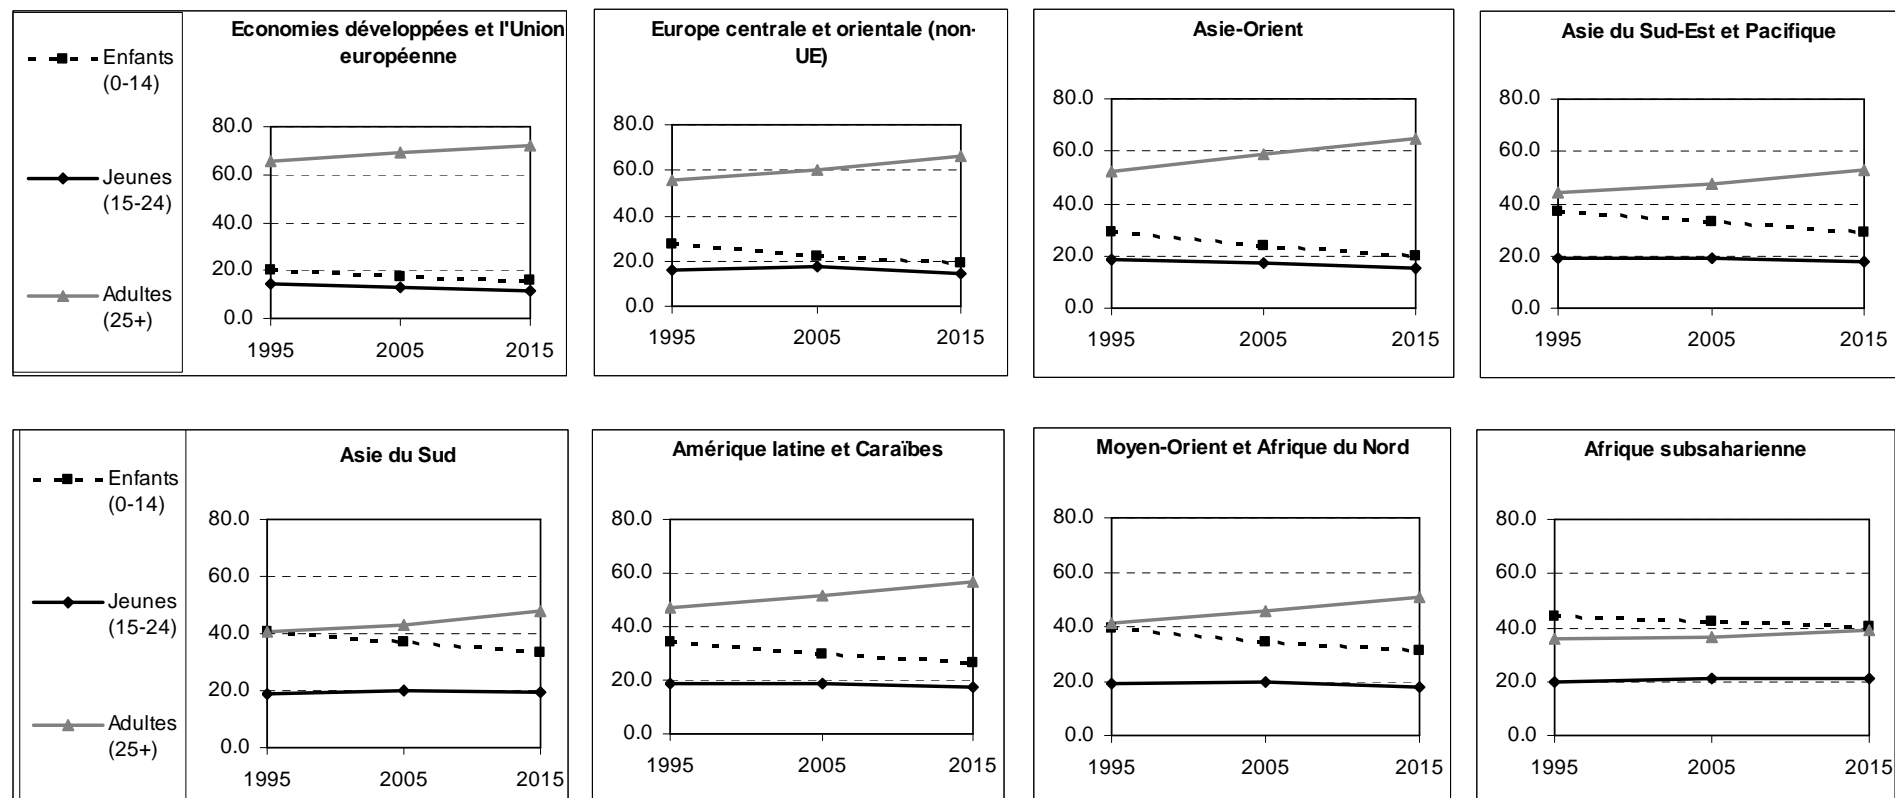 Enfants
(0-14)
Jeunes
(15-24)
Adultes
(25+)
Economies développées et l'Union
européenne
80.0
60.0
40.0
20.0
0.0
1995 2005 2015
Europe centrale et orientale (non-
UE)
80.0
60.0
40.0
20.0
0.0
1995 2005 2015
Asie-Orient
80.0
60.0
40.0
20.0
0.0
1995 2005 2015
Asie du Sud-Est et Pacifique
80.0
60.0
40.0
20.0
0.0
1995 2005 2015
Enfants
(0-14)
Jeunes
(15-24)
Adultes
(25+)
Asie du Sud
80.0
60.0
40.0
20.0
0.0
1995 2005 2015
Amérique latine et Caraïbes
80.0
60.0
40.0
20.0
0.0
1995 2005 2015
Moyen-Orient et Afrique du Nord
80.0
60.0
40.0
20.0
0.0
1995 2005 2015
Afrique subsaharienne
80.0
60.0
40.0
20.0
0.0
1995 2005 2015